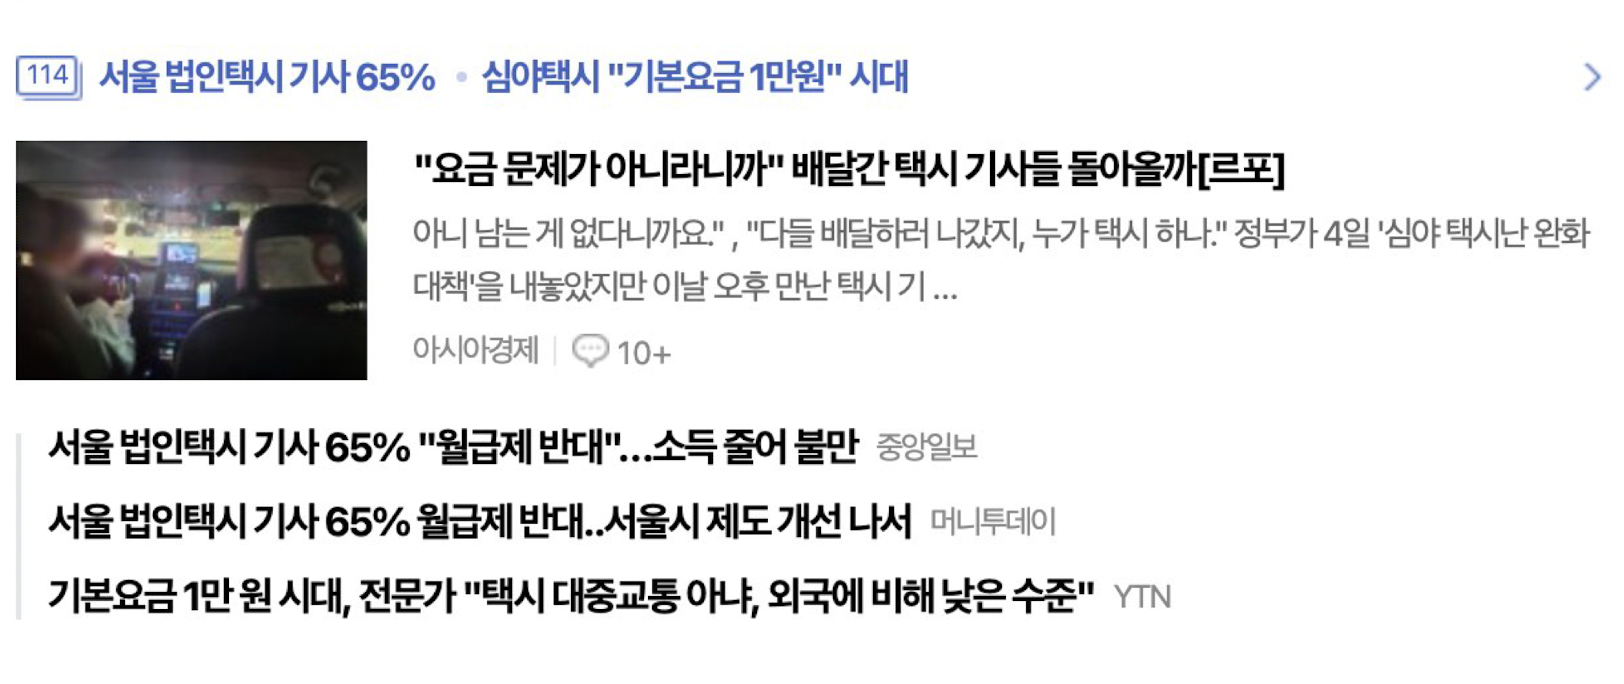 114 서울 법인택시 기사 65% • 심야택시 "기본요금 1만원" 시대
"요금 문제가 아니라니까" 배달간 택시 기사들 돌아올까[르포]
아니 남는 게 없다니까요." , "다들 배달하러 나갔지, 누가 택시 하나." 정부가 4일 '심야 택시난 완화
대책'을 내놓았지만 이날 오후 만난 택시 기 ...
아시아경제 10+
서울 법인택시 기사 65% "월급제 반대"...소득 줄어 불만 중앙일보
서울 법인택시 기사 65% 월급제 반대..서울시 제도 개선 나서 머니투데이
기본요금 1만 원 시대, 전문가 "택시 대중교통 아냐, 외국에 비해 낮은 수준" YTN